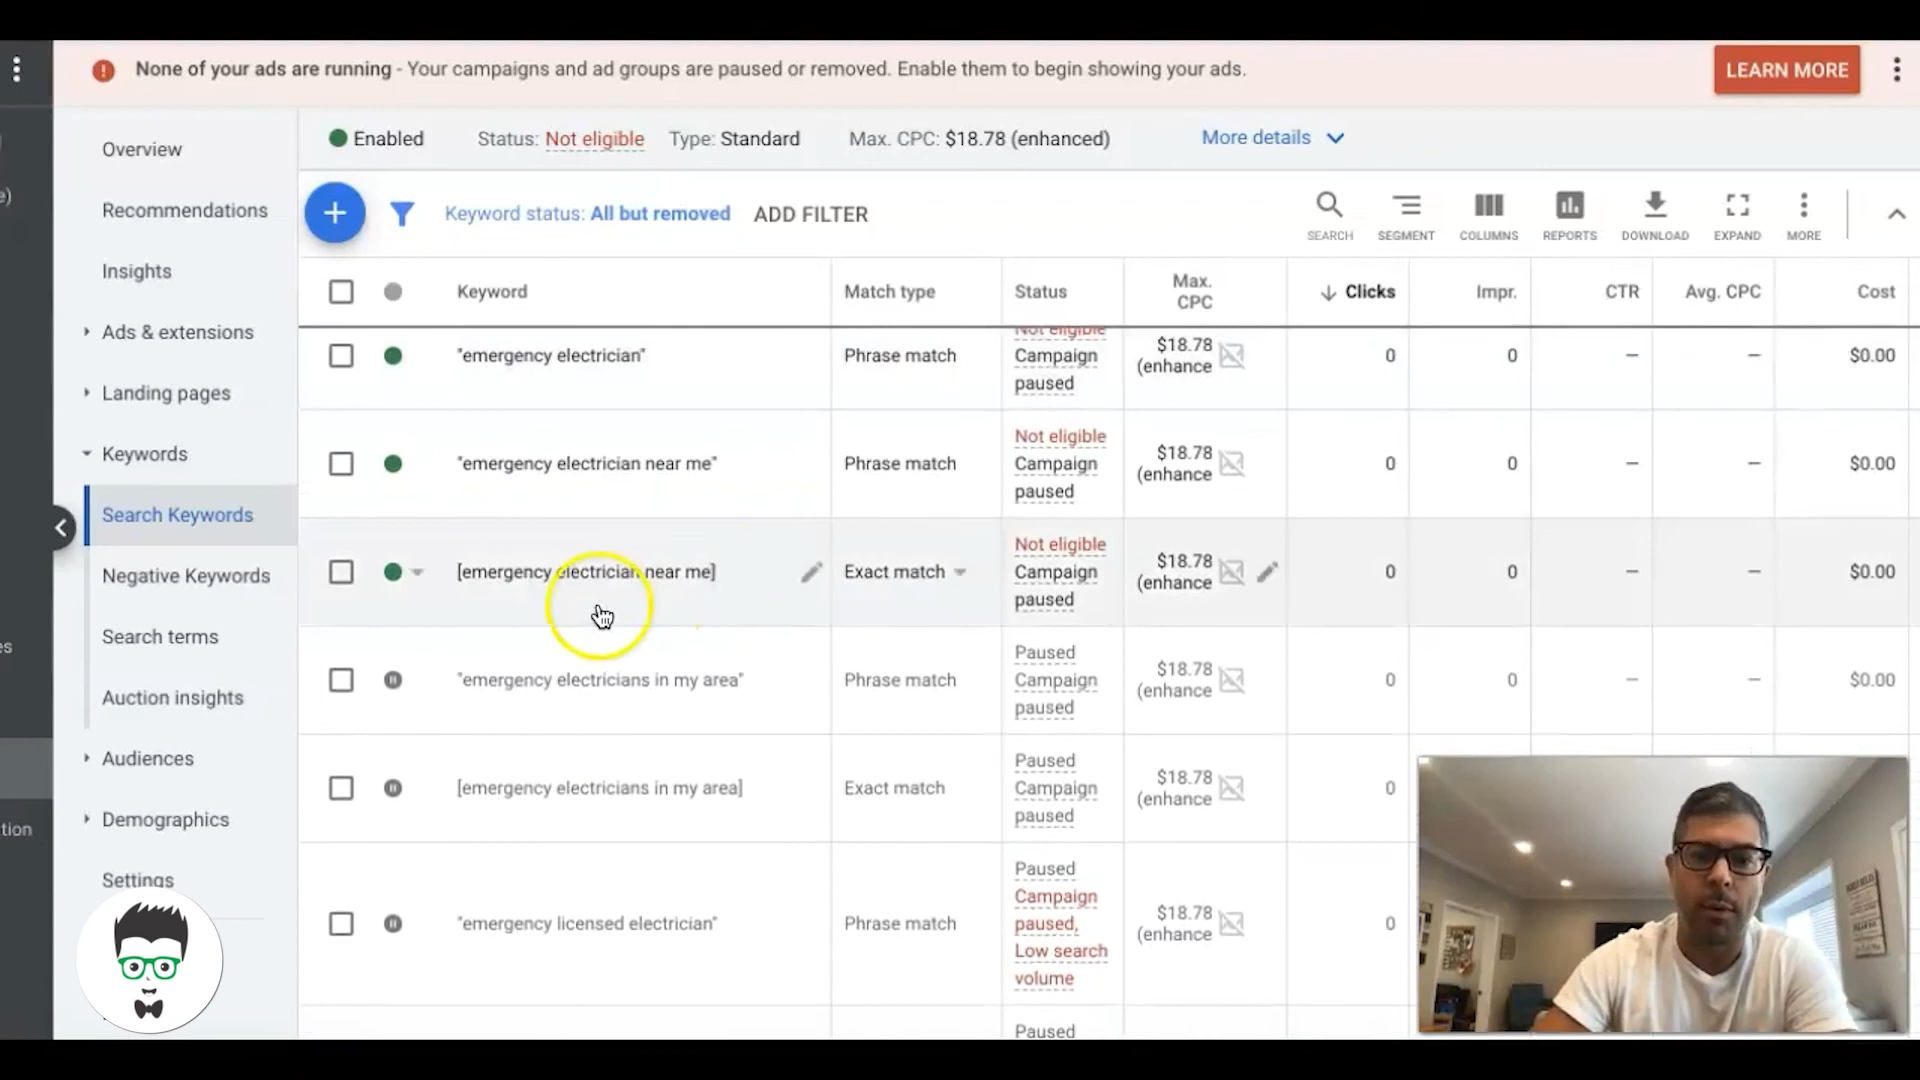 None of your ads are running - Your campaigns and ad groups are paused or removed. Enable them to begin showing your ads.
LEARN MORE
e)
es
tion
Overview
Recommendations
Insights
Ads & extensions
Landing pages
Keywords
Search Keywords
Negative Keywords
Search terms
Auction insights
Audiences
Demographics
Settings
Enabled Status: Not eligible Type: Standard Max. CPC: $18.78 (enhanced) More details
Keyword status: All but removed ADD FILTER
SEARCH SEGMENT COLUMNS REPORTS DOWNLOAD EXPAND MORE
Keyword Match type Status Max. CPC Clicks Impr. CTR Avg. CPC Cost
"emergency electrician" Phrase match Not eligible Campaign paused $18.78 (enhance 0 0 — — $0.00
"emergency electrician near me" Phrase match Not eligible Campaign paused $18.78 (enhance 0 0 — — $0.00
[emergency electrician near me] Exact match Not eligible Campaign paused $18.78 (enhance 0 0 — — $0.00
"emergency electricians in my area" Phrase match Paused Campaign paused $18.78 (enhance 0 0 — — $0.00
[emergency electricians in my area] Exact match Paused Campaign paused $18.78 (enhance 0
"emergency licensed electrician" Phrase match Paused Campaign paused, Low search volume $18.78 (enhance 0
Paused